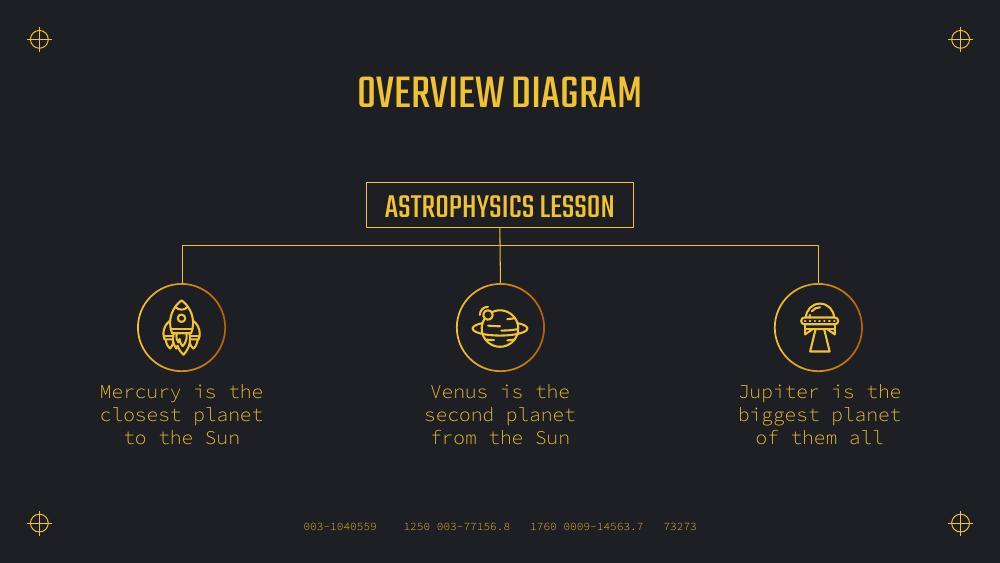 OVERVIEW DIAGRAM
ASTROPHYSICS LESSON
Mercury is the
closest planet
to the Sun
Venus is the
second planet
from the Sun
Jupiter is the
biggest planet
of them all
003-1040559 1250 003-77156.8 1760 0009-14563.7 73273